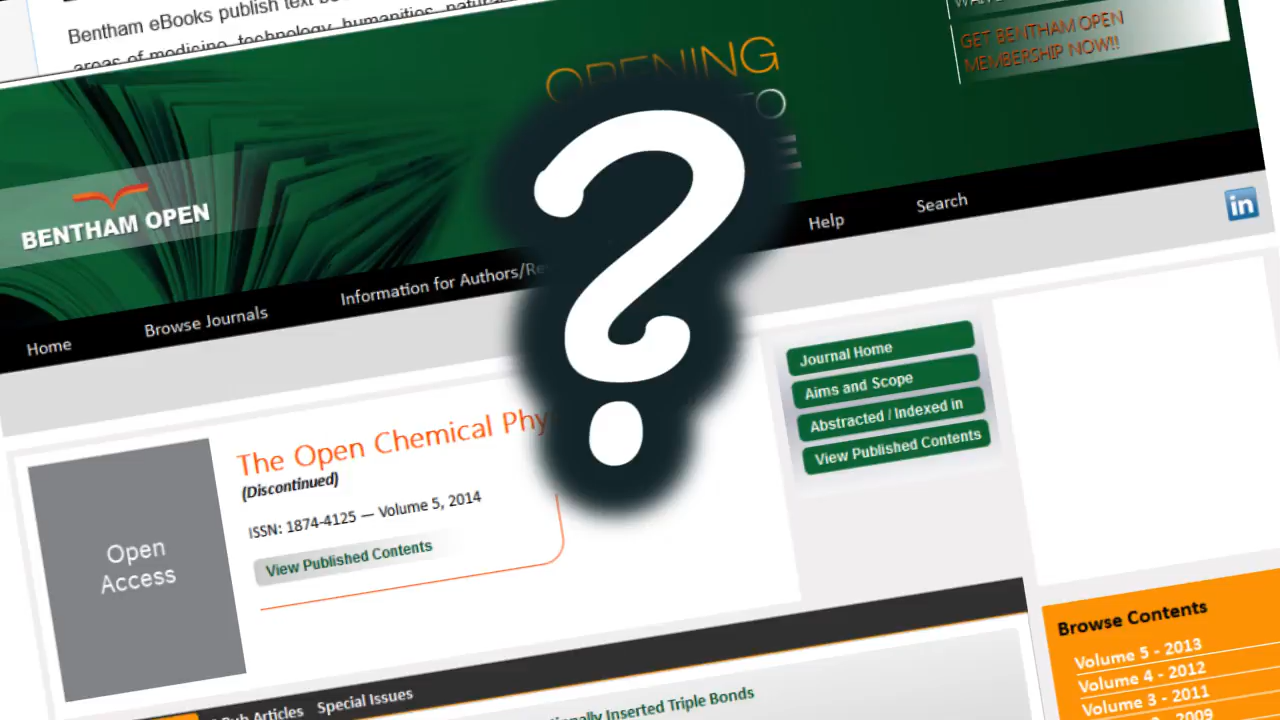 Bentham eBooks publish text
areas of medicine, technology, humanities,
OPENING
TO
GET BENTHAM OPEN
MEMBERSHIP NOW!!
BENTHAM OPEN
?
Home
Browse Journals
Information for Authors/Re
Help
Search
in
Open
Access
The Open Chemical Phy
(Discontinued)
ISSN: 1874-4125 — Volume 5, 2014
View Published Contents
Journal Home
Aims and Scope
Abstracted / Indexed in
View Published Contents
Browse Contents
Volume 5 - 2013
Volume 4 - 2012
Volume 3 - 2011
2009
Articles
Special Issues
Inserted Triple Bonds